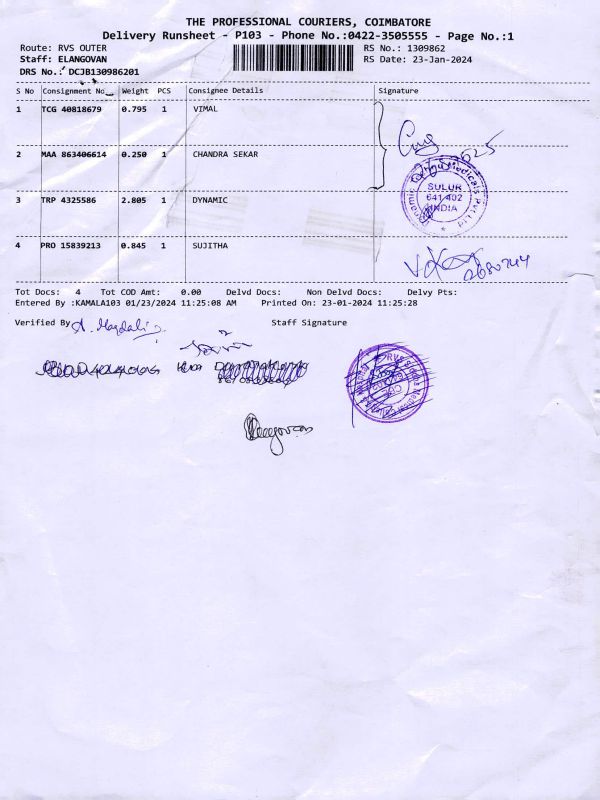 THE PROFESSIONAL COURIERS, COIMBATORE
Delivery Runsheet - P103 - Phone No.:0422-3505555 - Page No.:1
Route: RVS OUTER RS No.: 1309862
Staff: ELANGOVAN RS Date: 23-Jan-2024
DRS No.: DCJB130986201
S No Consignment No Weight PCS Consignee Details Signature
1 TCG 40818679 0.795 1 VIMAL
2 MAA 863406614 0.250 1 CHANDRA SEKAR
3 TRP 4325586 2.805 1 DYNAMIC
SULUR
641 402
INDIA
4 PRO 15839213 0.845 1 SUJITHA
Tot Docs: 4 Tot COD Amt: 0.00 Delvd Docs: Non Delvd Docs: Delvy Pts:
Entered By :KAMALA103 01/23/2024 11:25:08 AM Printed On: 23-01-2024 11:25:28
Verified By Staff Signature